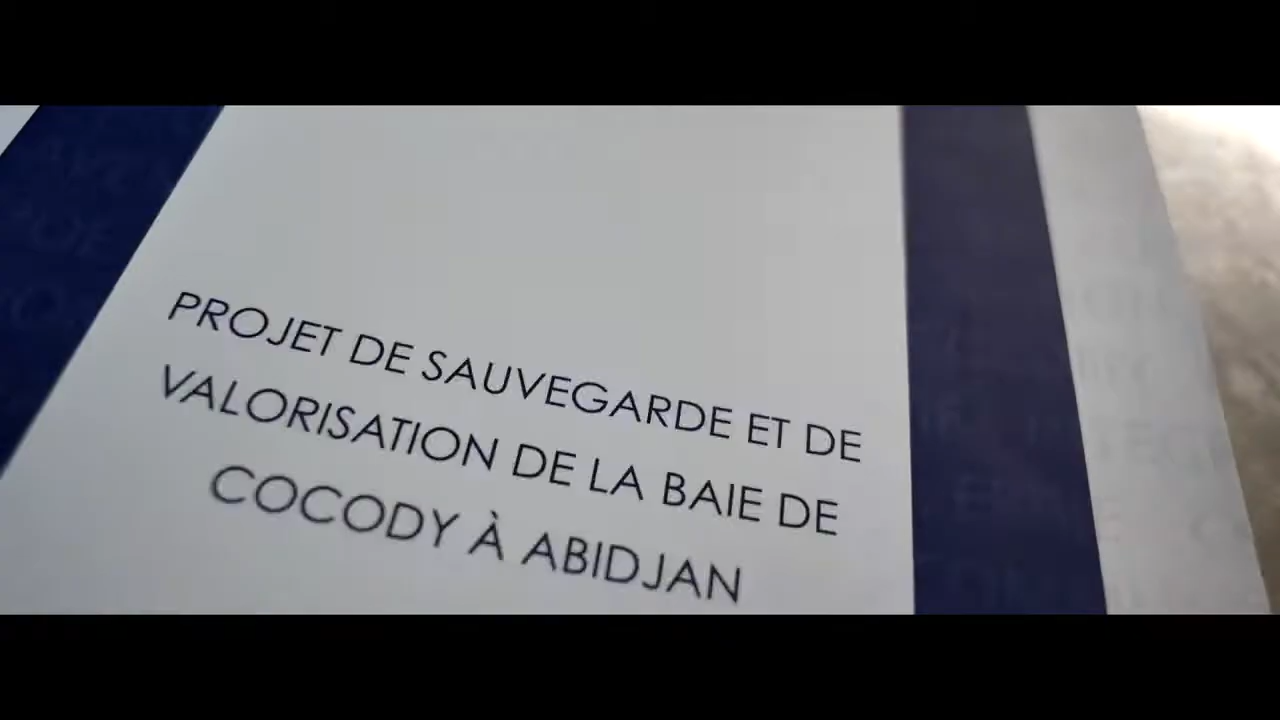 PROJET DE SAUVEGARDE ET DE
VALORISATION DE LA BAIE DE
COCODY À ABIDJAN